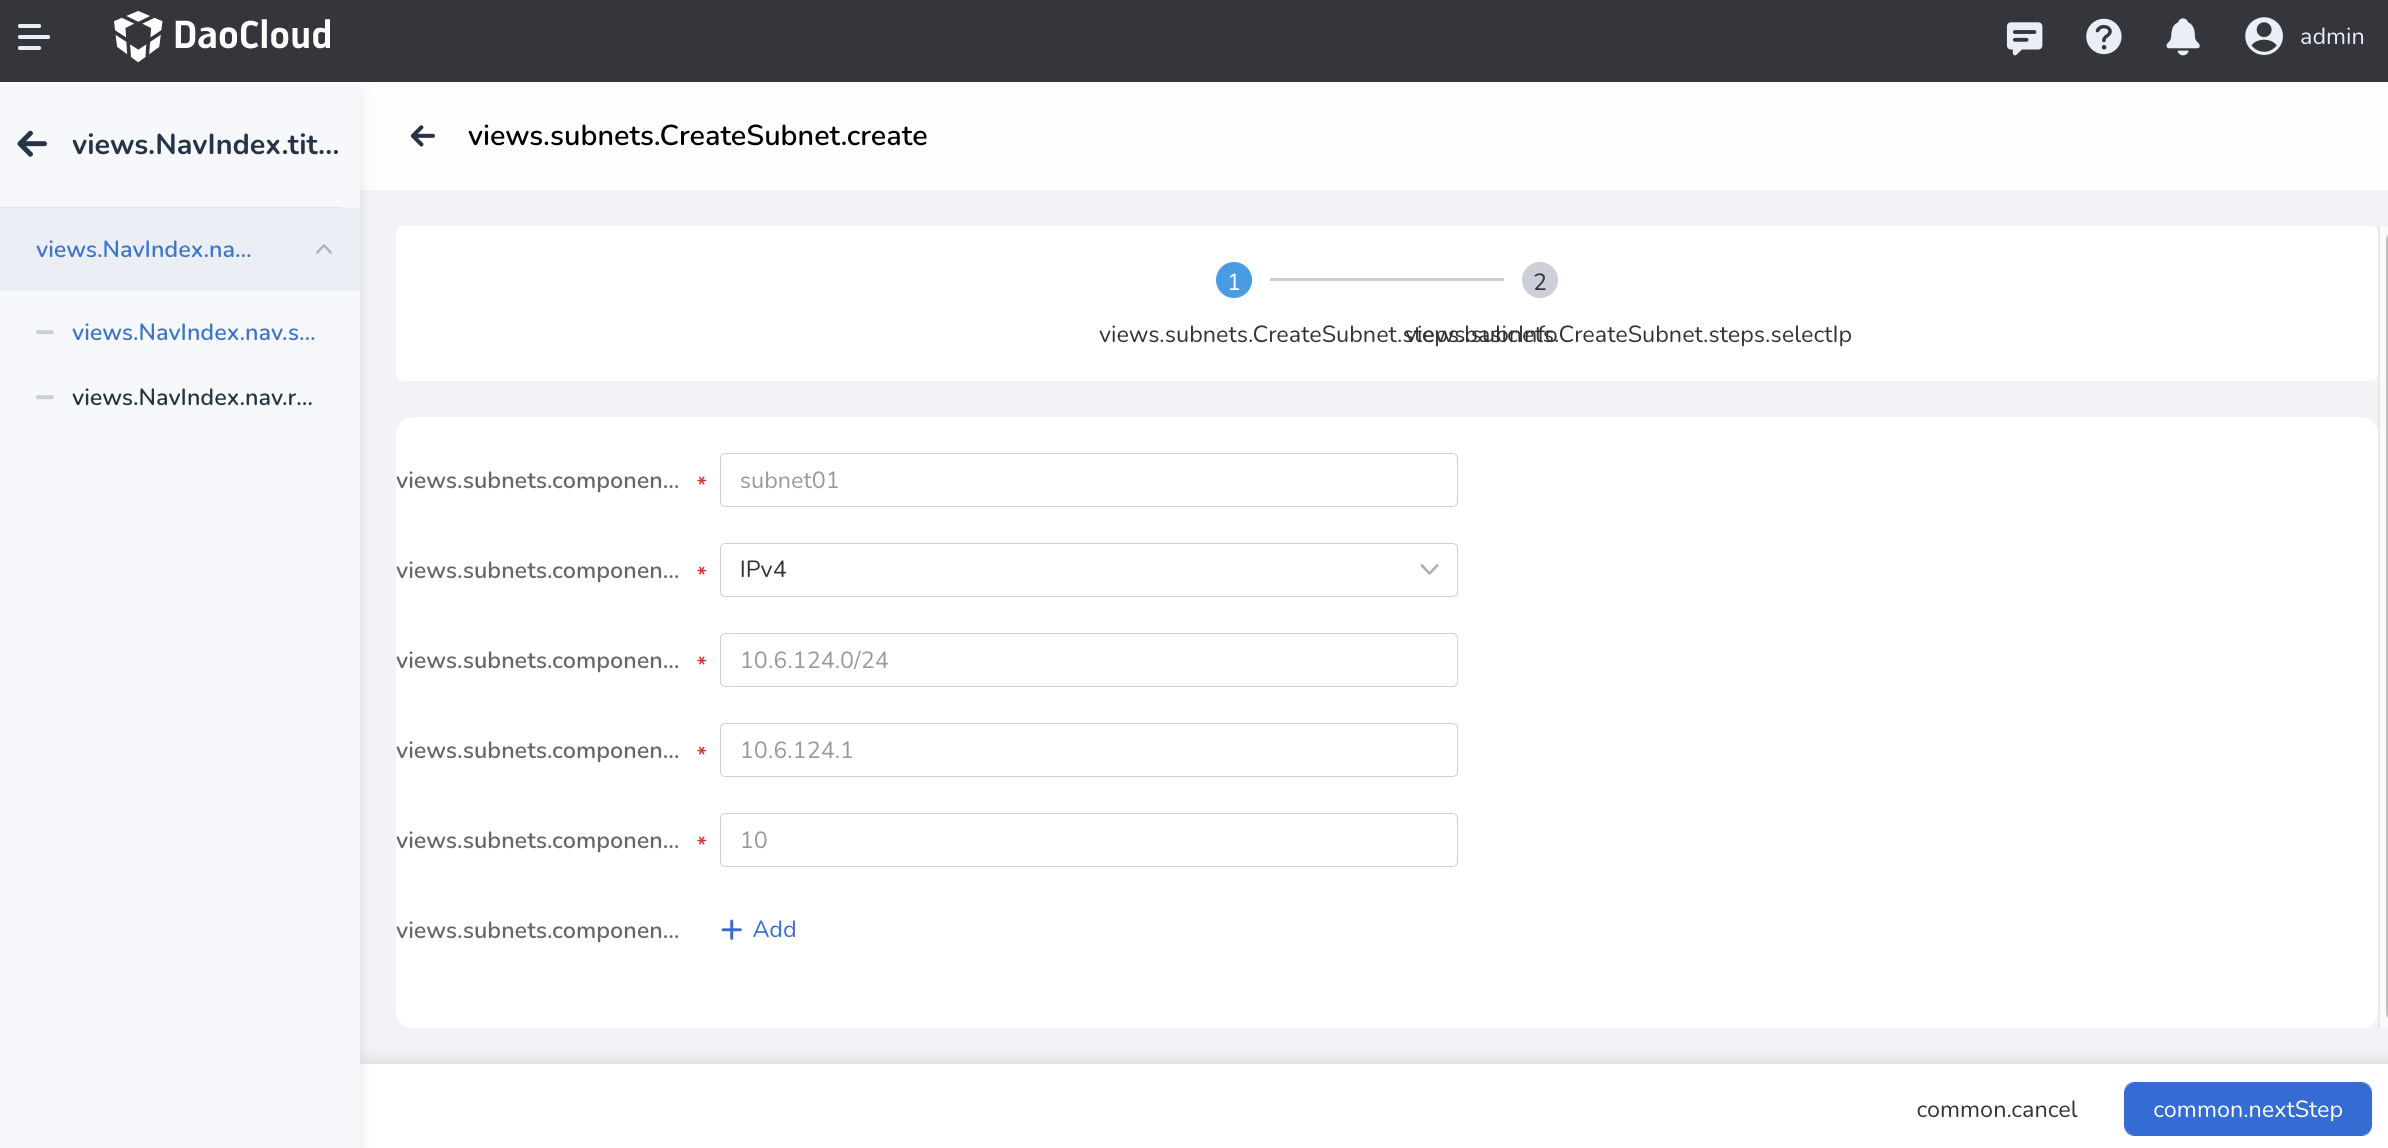 DaoCloud
admin
views.NavIndex.tit...
views.subnets.CreateSubnet.create
views.NavIndex.na...
views.NavIndex.nav.s...
views.NavIndex.nav.r...
1
2
views.subnets.CreateSubnet.steps.basicInfo
views.subnets.CreateSubnet.steps.selectIp
views.subnets.componen... *
subnet01
views.subnets.componen... *
IPv4
views.subnets.componen... *
10.6.124.0/24
views.subnets.componen... *
10.6.124.1
views.subnets.componen... *
10
views.subnets.componen...
+ Add
common.cancel
common.nextStep